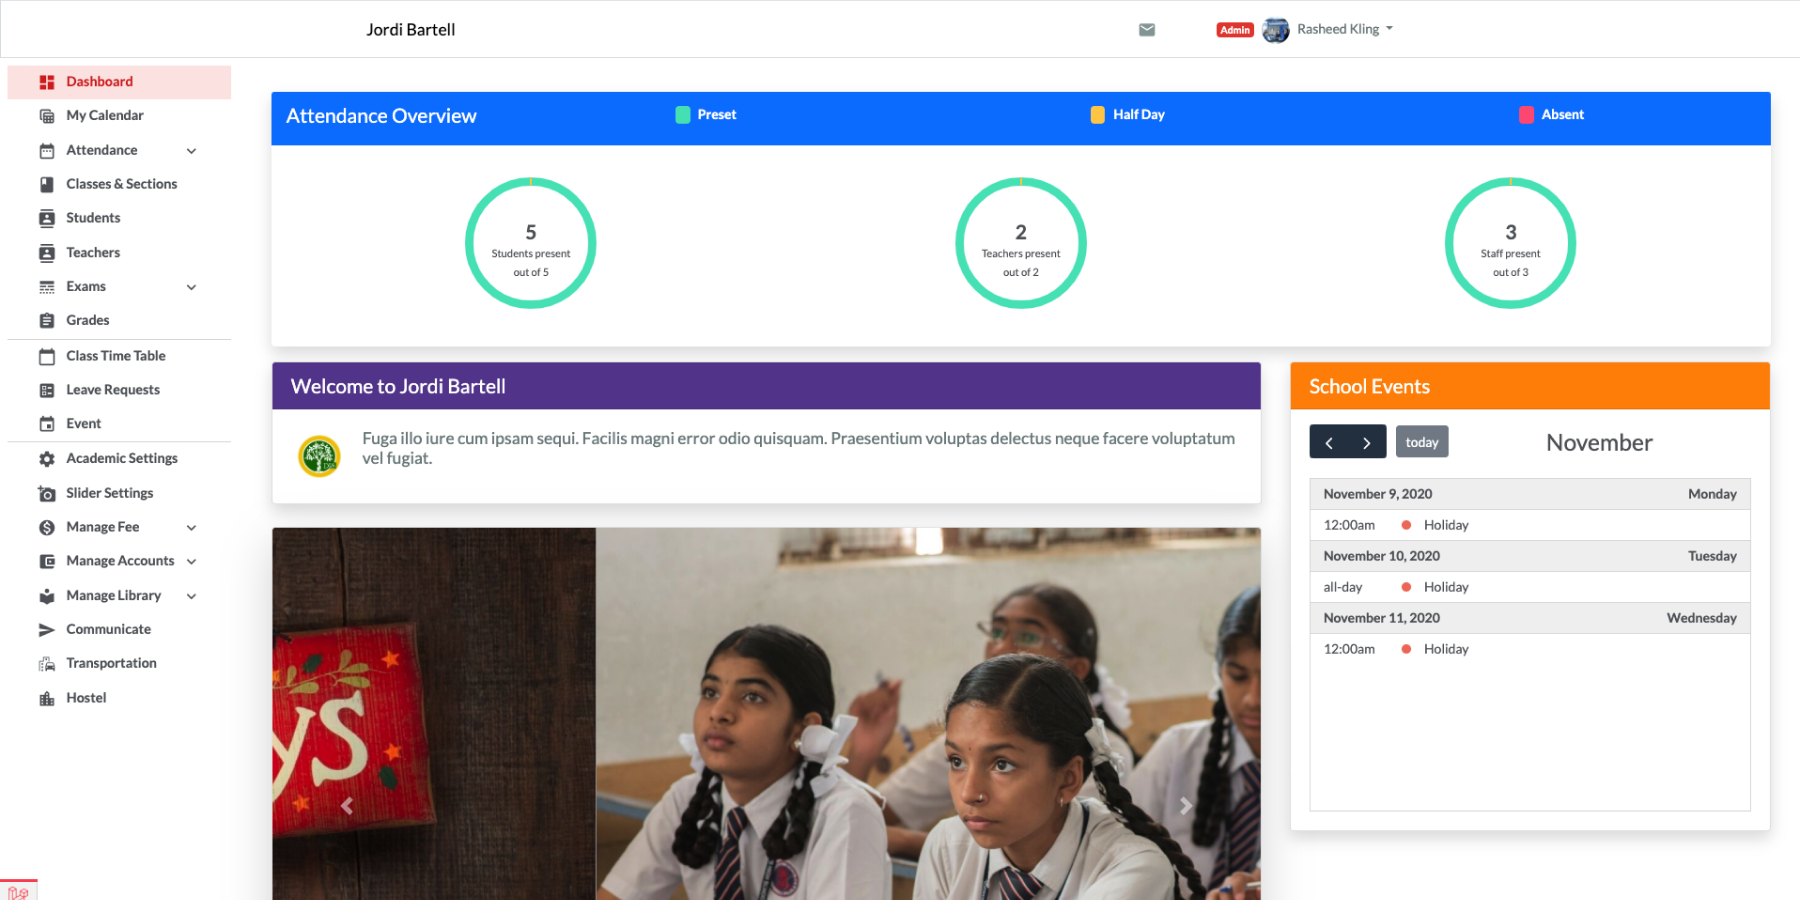 Jordi Bartell
Admin
Rasheed Kling
Dashboard
My Calendar
Attendance
Classes & Sections
Students
Teachers
Exams
Grades
Class Time Table
Leave Requests
Event
Academic Settings
Slider Settings
Manage Fee
Manage Accounts
Manage Library
Communicate
Transportation
Hostel
Attendance Overview
Preset
Half Day
Absent
5
Students present
out of 5
2
Teachers present
out of 2
3
Staff present
out of 3
Welcome to Jordi Bartell
Fuga illo iure cum ipsam sequi. Facilis magni error odio quisquam. Praesentium voluptas delectus neque facere voluptatum
vel fugiat.
ys
School Events
today
November
November 9, 2020 Monday
12:00am Holiday
November 10, 2020 Tuesday
all-day Holiday
November 11, 2020 Wednesday
12:00am Holiday